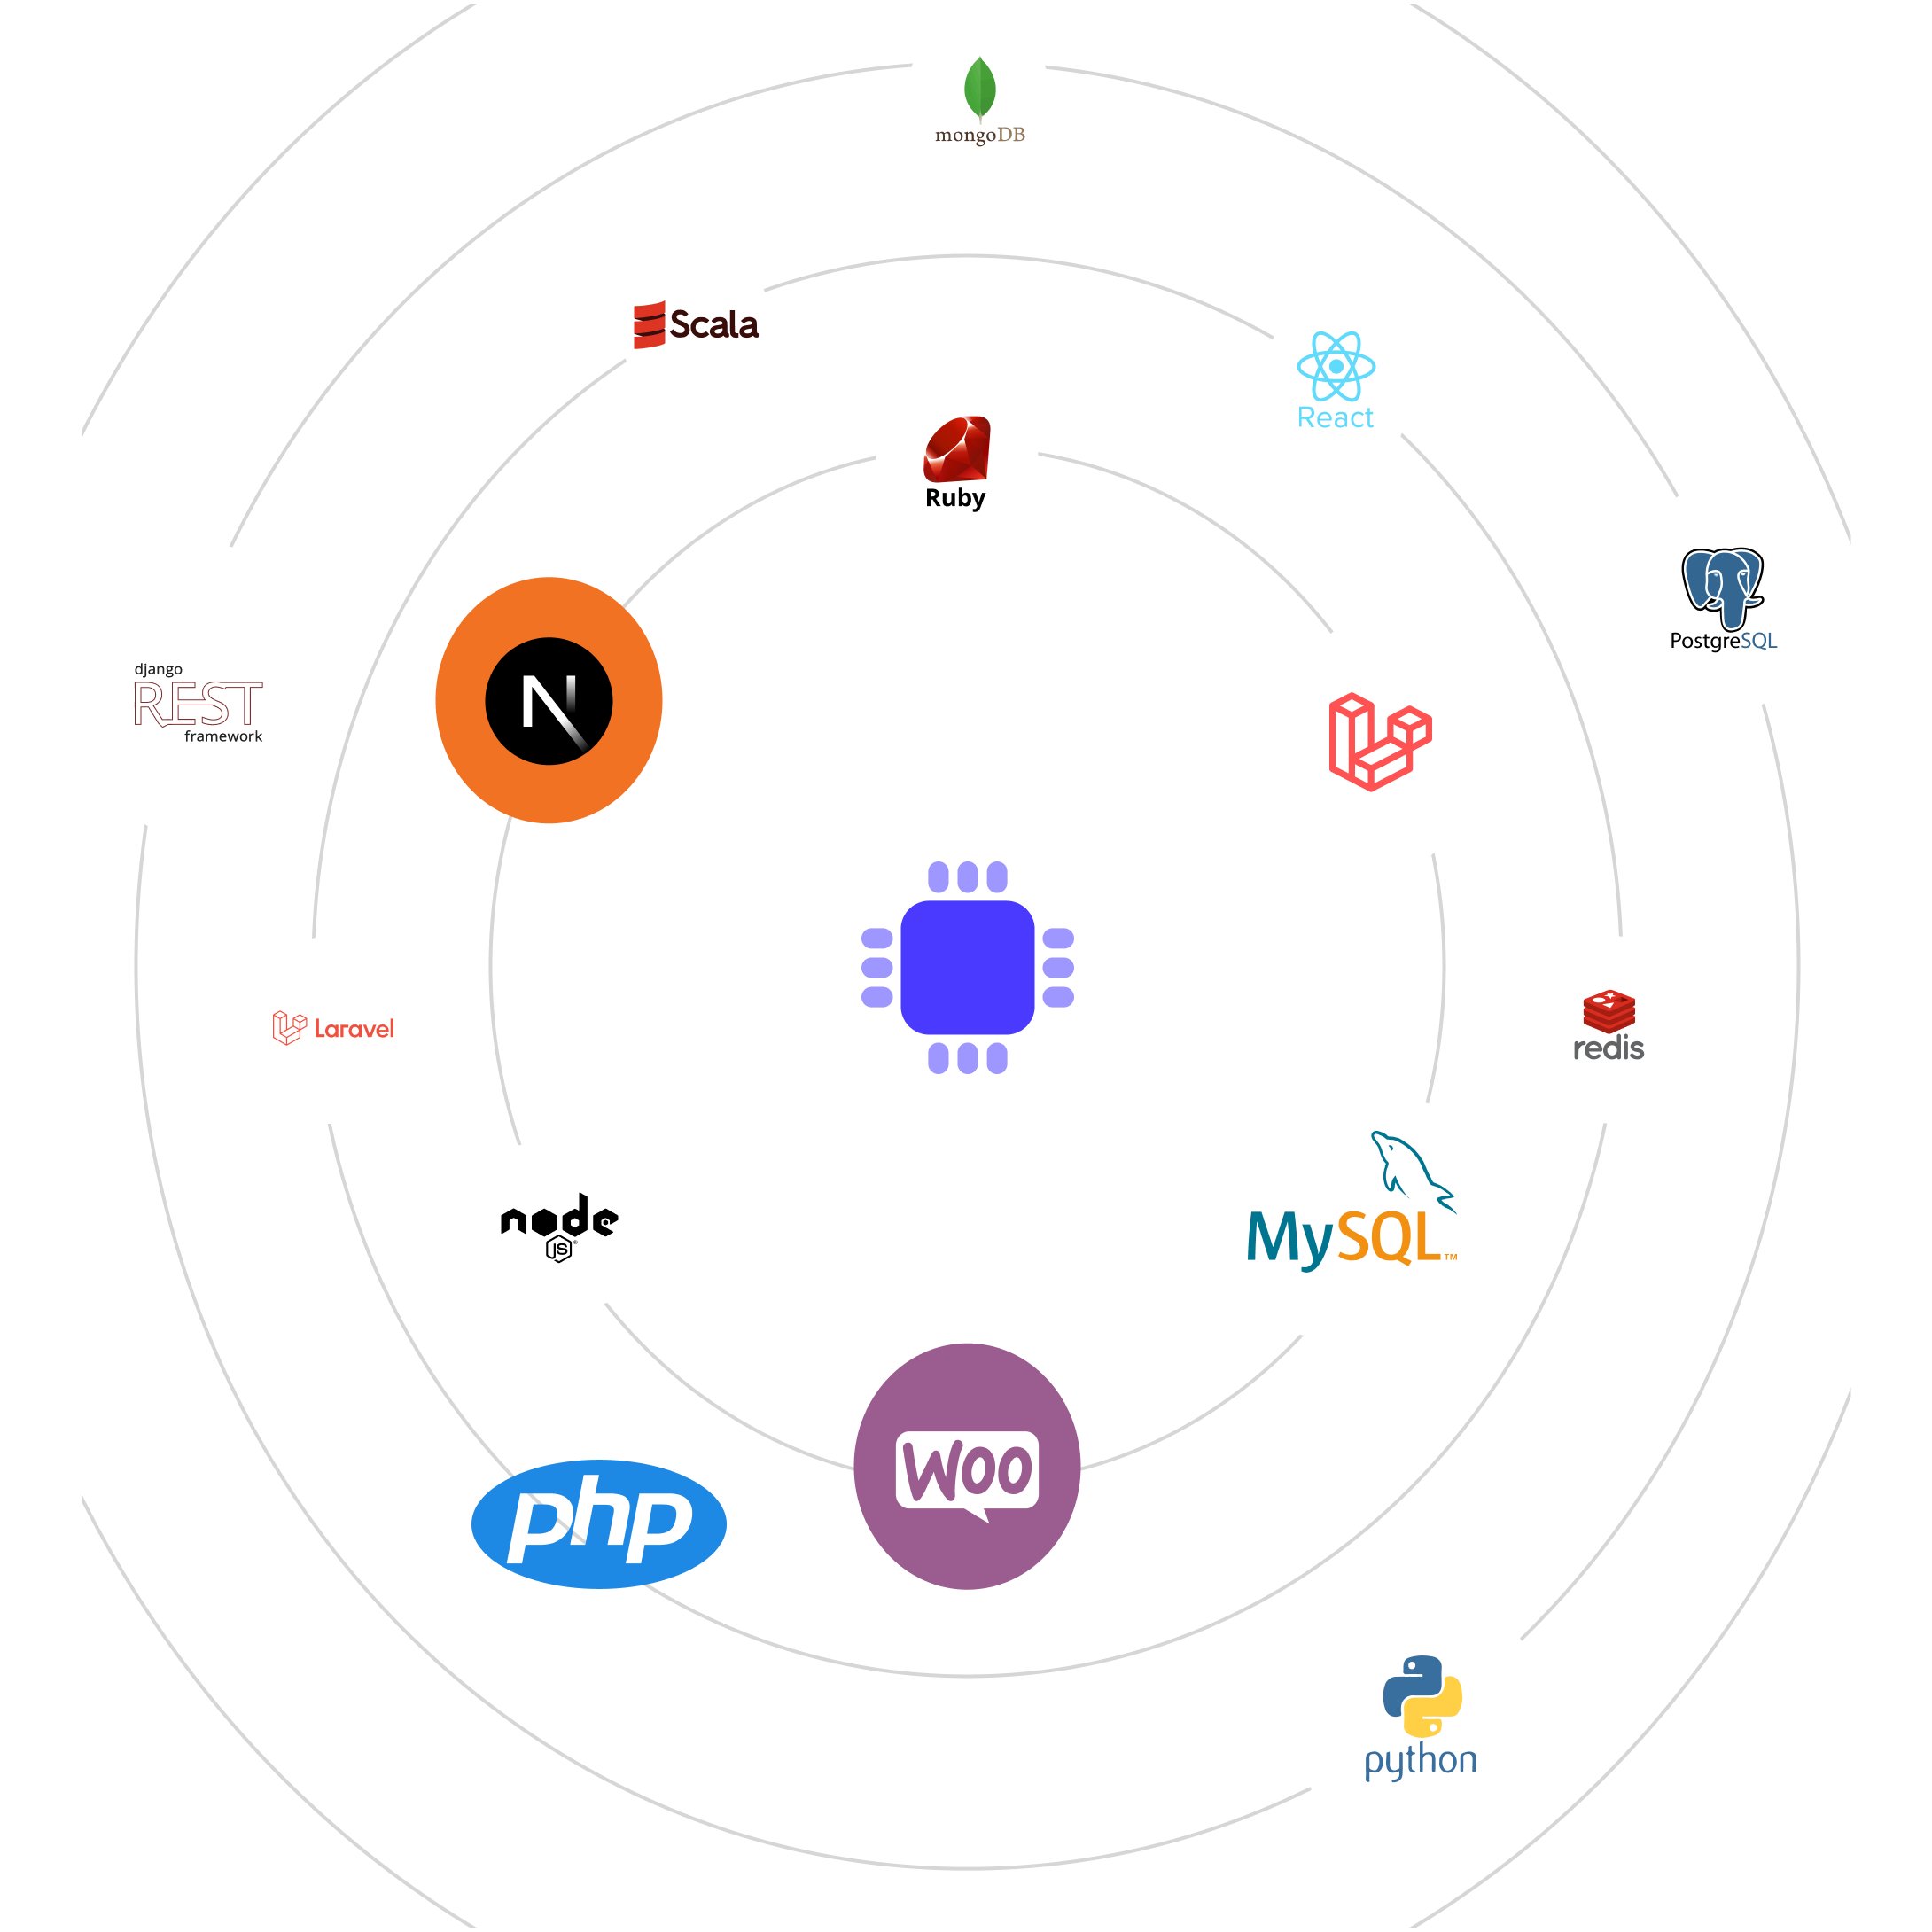 mongoDB
Scala
React
Ruby
PostgreSQL
django
REST
framework
N
Laravel
redis
node
JS
MySQL™
WOO
php
python